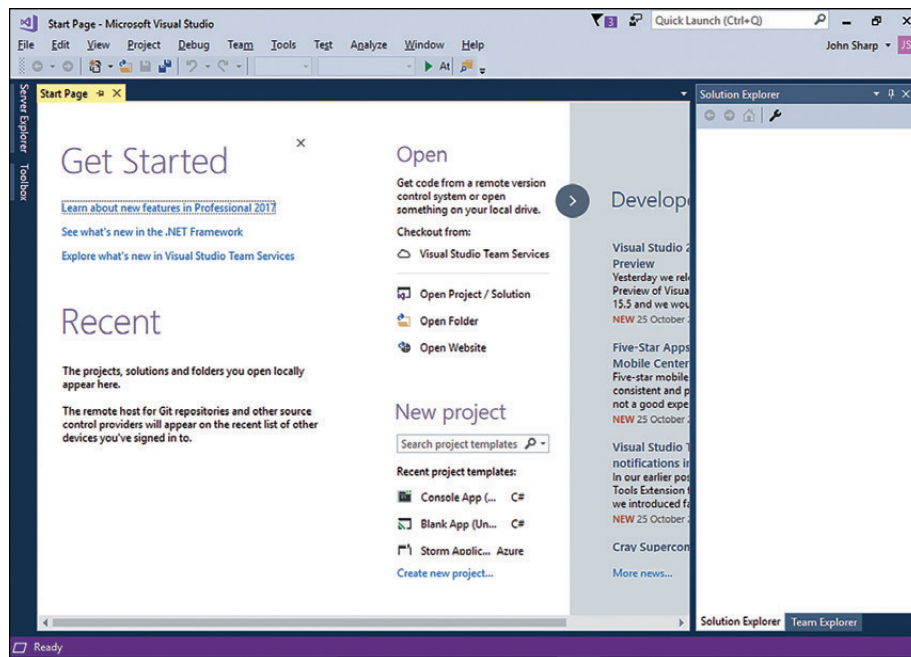 Start Page - Microsoft Visual Studio
3
Quick Launch (Ctrl+Q)
File Edit View Project Debug Team Tools Test Analyze Window Help
John Sharp
JS
At
Server Explorer
Toolbox
Start Page
Get Started
Learn about new features in Professional 2017
See what's new in the .NET Framework
Explore what's new in Visual Studio Team Services
Recent
The projects, solutions and folders you open locally
appear here.
The remote host for Git repositories and other source
control providers will appear on the recent list of other
devices you've signed in to.
Open
Get code from a remote version
control system or open
something on your local drive.
Checkout from:
Visual Studio Team Services
Open Project / Solution
Open Folder
Open Website
New project
Search project templates
Recent project templates:
Console App (... C#
Blank App (Un... C#
Storm Applic... Azure
Create new project...
Develop
Visual Studio 2
Preview
Yesterday we rel
Preview of Visua
15.5 and we wou
NEW 25 October
Five-Star Apps
Mobile Center
Five-star mobile
consistent and p
not a good expe
NEW 25 October
Visual Studio
notifications in
In our earlier pos
Tools Extension
we introduced fa
NEW 25 October
Cray Supercom
More news...
Solution Explorer
Solution Explorer Team Explorer
Ready